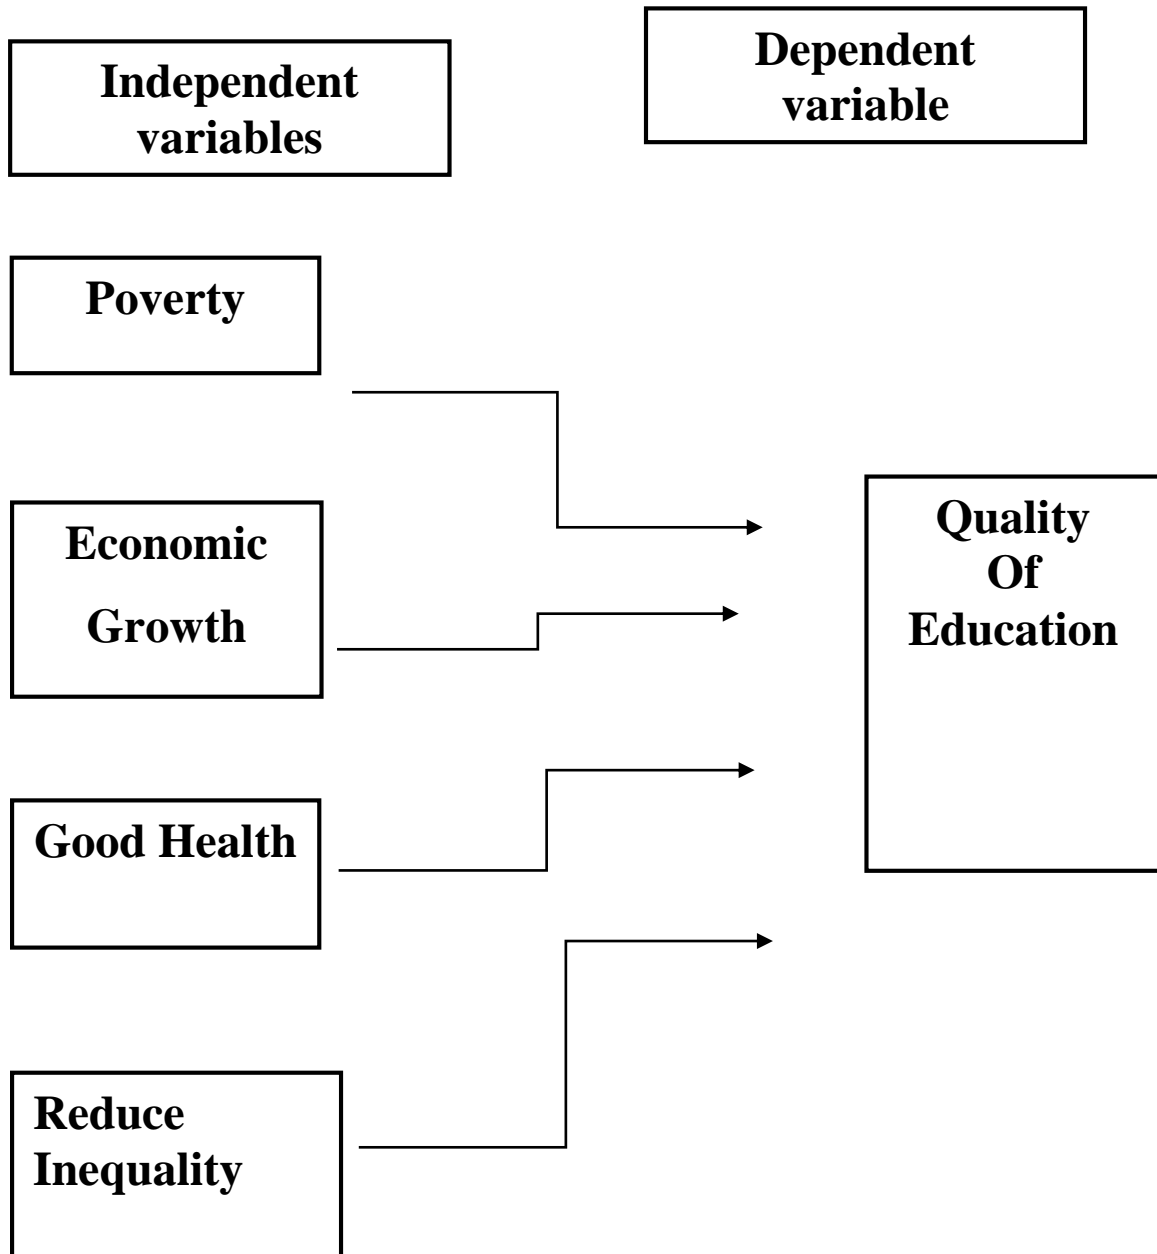 Independent
variables
Dependent
variable
Poverty
Economic
Growth
Good Health
Reduce
Inequality
Quality
Of
Education